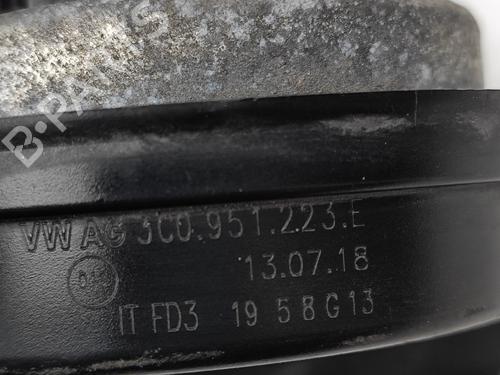 B-PARTS
VW AG 3C0.951.223.E
13.07.18
IT FD3 19 5 8 G 13